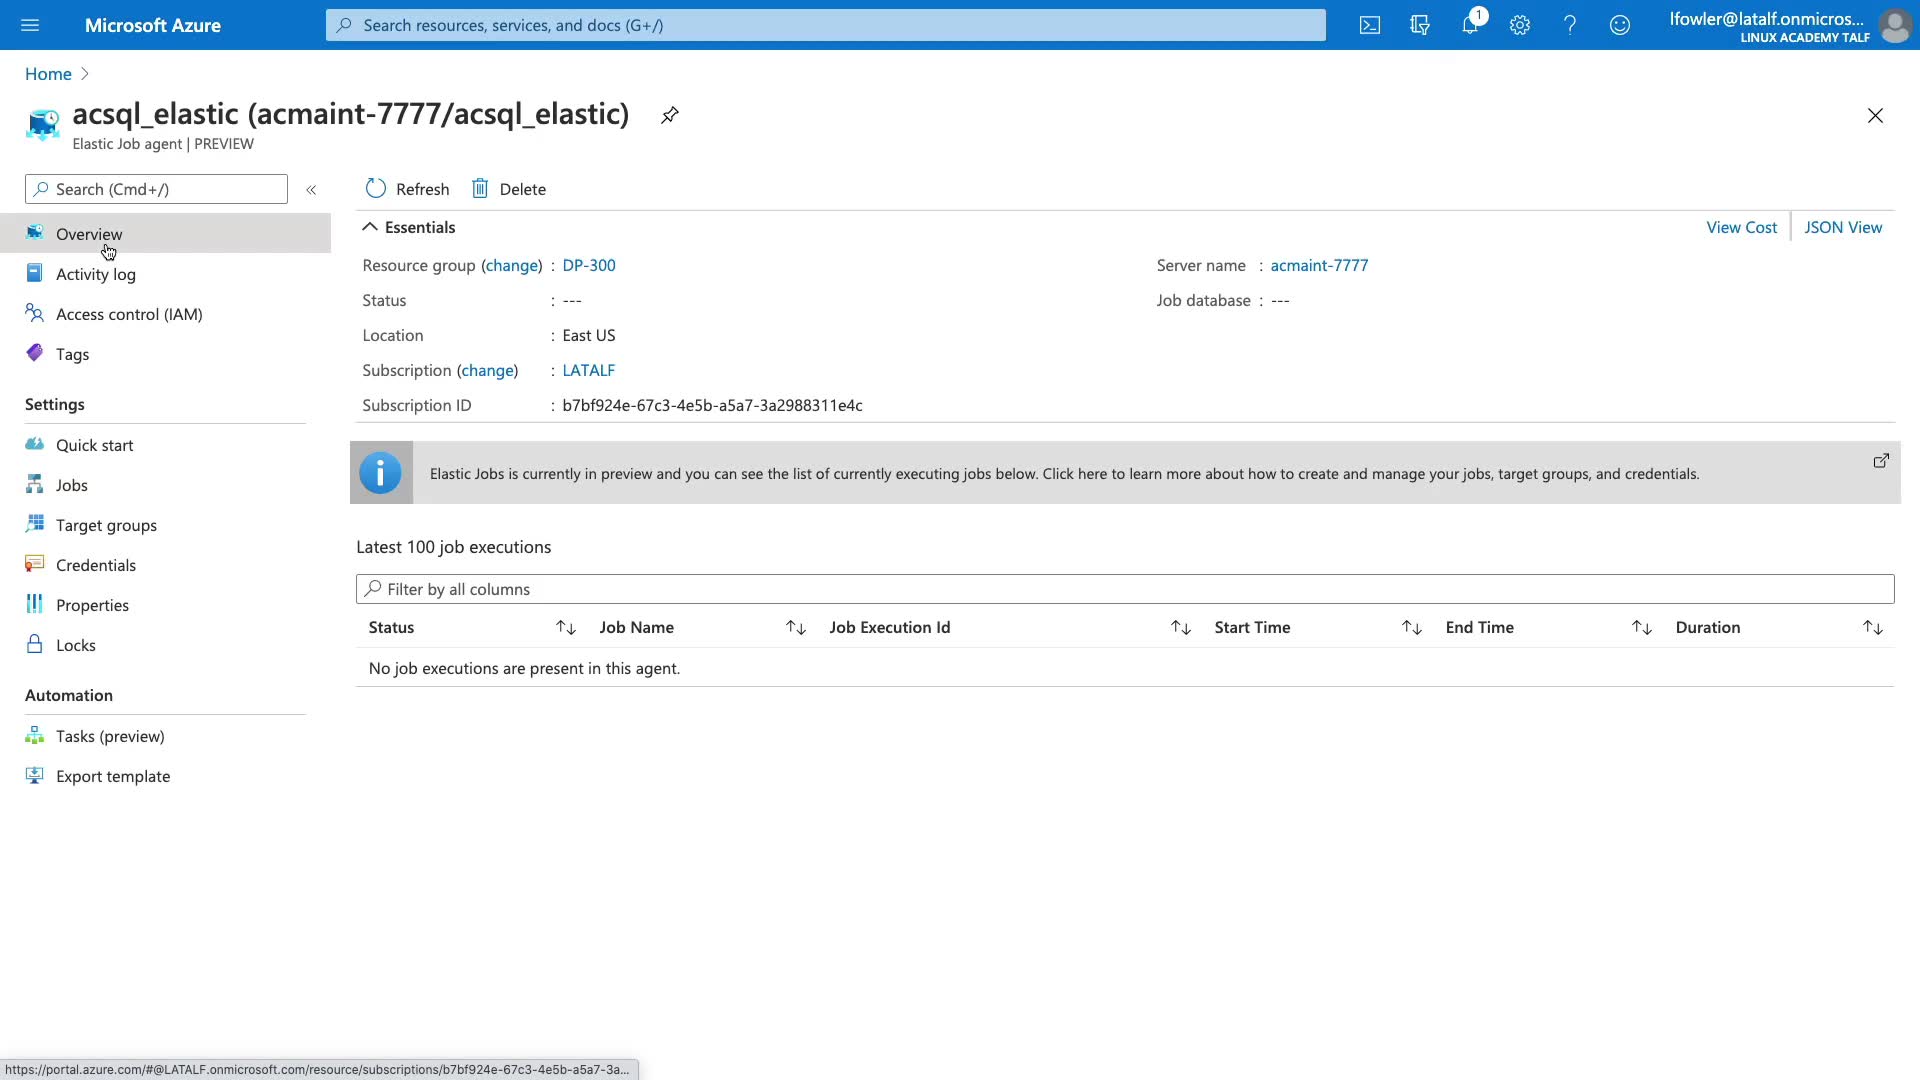 Microsoft Azure
Search resources, services, and docs (G+/)
1
lfowler@latalf.onmicros...
LINUX ACADEMY TALF
Home
acsql_elastic (acmaint-7777/acsql_elastic)
Elastic Job agent | PREVIEW
Search (Cmd+/)
«
Refresh
Delete
Overview
Activity log
Access control (IAM)
Tags
Settings
Quick start
Jobs
Target groups
Credentials
Properties
Locks
Automation
Tasks (preview)
Export template
Essentials
View Cost
JSON View
Resource group (change) : DP-300
Status : ---
Location : East US
Subscription (change) : LATALF
Subscription ID : b7bf924e-67c3-4e5b-a5a7-3a2988311e4c
Server name : acmaint-7777
Job database : ---
Elastic Jobs is currently in preview and you can see the list of currently executing jobs below. Click here to learn more about how to create and manage your jobs, target groups, and credentials.
Latest 100 job executions
Filter by all columns
Status Job Name Job Execution Id Start Time End Time Duration
No job executions are present in this agent.
https://portal.azure.com/#@LATALF.onmicrosoft.com/resource/subscriptions/b7bf924e-67c3-4e5b-a5a7-3a...